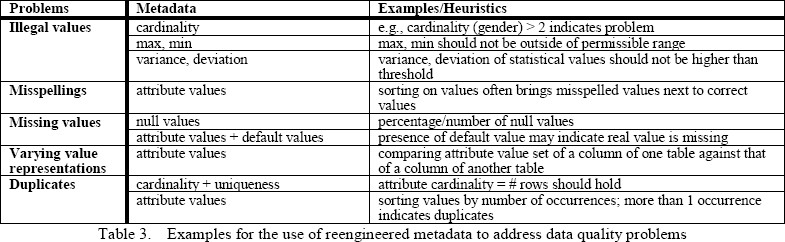 Problems Metadata Examples/Heuristics
Illegal values cardinality e.g., cardinality (gender) > 2 indicates problem
max, min max, min should not be outside of permissible range
variance, deviation variance, deviation of statistical values should not be higher than
threshold
Misspellings attribute values sorting on values often brings misspelled values next to correct
values
Missing values null values percentage/number of null values
attribute values + default values presence of default value may indicate real value is missing
Varying value attribute values comparing attribute value set of a column of one table against that
representations of a column of another table
Duplicates cardinality + uniqueness attribute cardinality = # rows should hold
attribute values sorting values by number of occurrences; more than 1 occurrence
indicates duplicates
Table 3. Examples for the use of reengineered metadata to address data quality problems